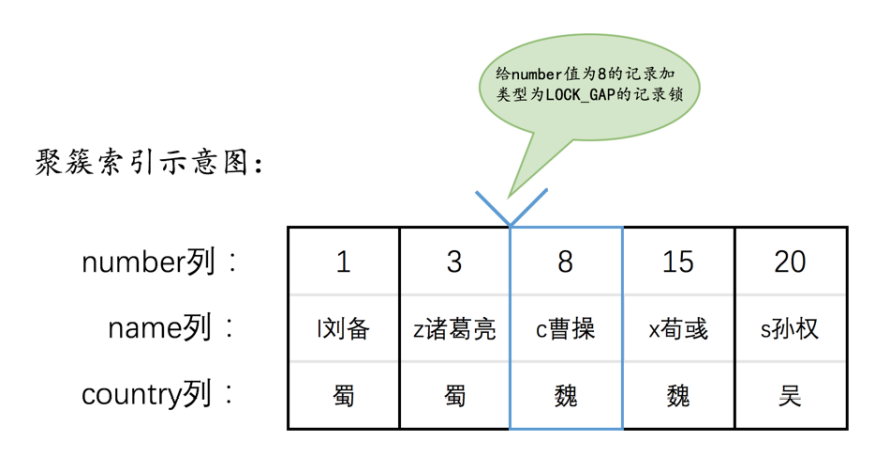 给number值为8的记录加
类型为LOCK_GAP的记录锁
聚簇索引示意图：
number列： 1 3 8 15 20
name列： l刘备 z诸葛亮 c曹操 x荀彧 s孙权
country列： 蜀 蜀 魏 魏 吴